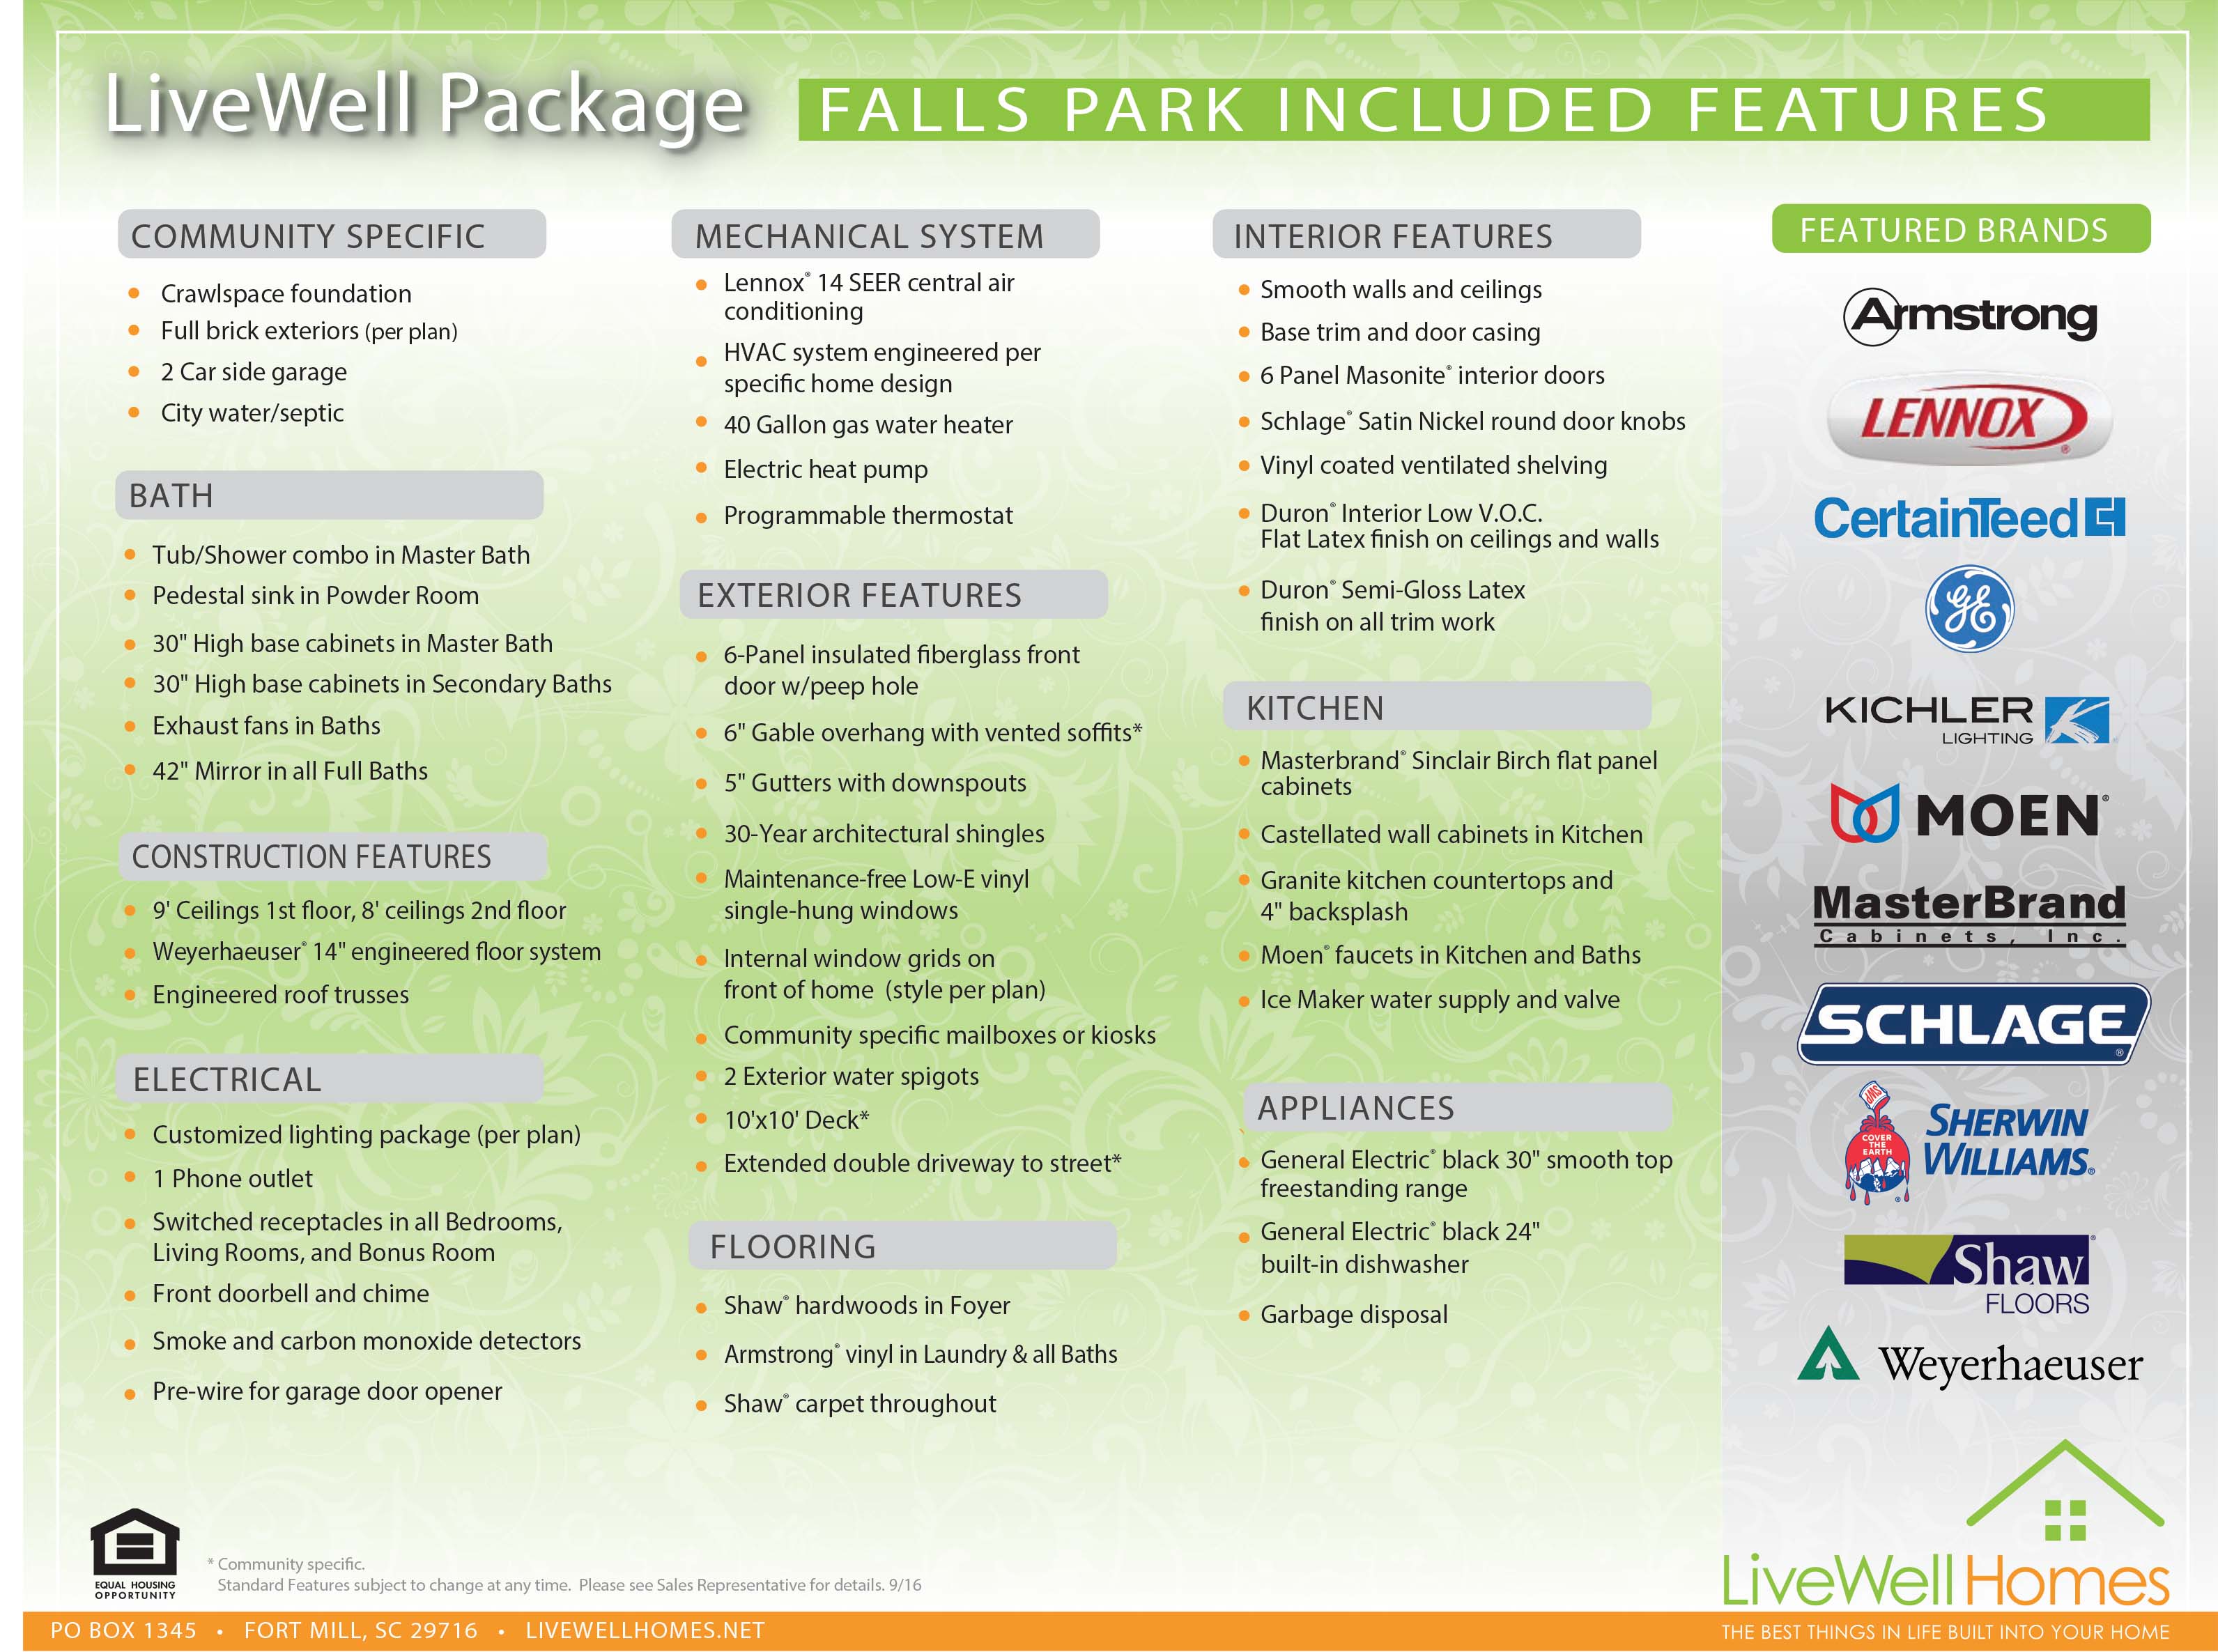 LiveWell Package
FALLS PARK INCLUDED FEATURES
COMMUNITY SPECIFIC
Crawlspace foundation
Full brick exteriors (per plan)
2 Car side garage
City water/septic
BATH
Tub/Shower combo in Master Bath
Pedestal sink in Powder Room
30" High base cabinets in Master Bath
30" High base cabinets in Secondary Baths
Exhaust fans in Baths
42" Mirror in all Full Baths
CONSTRUCTION FEATURES
9' Ceilings 1st floor, 8' ceilings 2nd floor
Weyerhaeuser® 14" engineered floor system
Engineered roof trusses
ELECTRICAL
Customized lighting package (per plan)
1 Phone outlet
Switched receptacles in all Bedrooms,
Living Rooms, and Bonus Room
Front doorbell and chime
Smoke and carbon monoxide detectors
Pre-wire for garage door opener
MECHANICAL SYSTEM
Lennox® 14 SEER central air
conditioning
HVAC system engineered per
specific home design
40 Gallon gas water heater
Electric heat pump
Programmable thermostat
EXTERIOR FEATURES
6-Panel insulated fiberglass front
door w/peep hole
6" Gable overhang with vented soffits*
5" Gutters with downspouts
30-Year architectural shingles
Maintenance-free Low-E vinyl
single-hung windows
Internal window grids on
front of home (style per plan)
Community specific mailboxes or kiosks
2 Exterior water spigots
10'x10' Deck*
Extended double driveway to street*
FLOORING
Shaw® hardwoods in Foyer
Armstrong® vinyl in Laundry & all Baths
Shaw® carpet throughout
INTERIOR FEATURES
Smooth walls and ceilings
Base trim and door casing
6 Panel Masonite® interior doors
Schlage® Satin Nickel round door knobs
Vinyl coated ventilated shelving
Duron® Interior Low V.O.C.
Flat Latex finish on ceilings and walls
Duron® Semi-Gloss Latex
finish on all trim work
KITCHEN
Masterbrand® Sinclair Birch flat panel
cabinets
Castellated wall cabinets in Kitchen
Granite kitchen countertops and
4" backsplash
Moen® faucets in Kitchen and Baths
Ice Maker water supply and valve
APPLIANCES
General Electric® black 30" smooth top
freestanding range
General Electric® black 24"
built-in dishwasher
Garbage disposal
FEATURED BRANDS
Armstrong
LENNOX®
CertainTeed
GE
KICHLER
LIGHTING
MOEN®
MasterBrand
Cabinets, Inc.
SCHLAGE®
SWP
COVER
THE
EARTH
SHERWIN
WILLIAMS®
Shaw®
FLOORS
Weyerhaeuser
EQUAL HOUSING
OPPORTUNITY
* Community specific.
Standard Features subject to change at any time. Please see Sales Representative for details. 9/16
LiveWell Homes
PO BOX 1345 • FORT MILL, SC 29716 • LIVEWELLHOMES.NET
THE BEST THINGS IN LIFE BUILT INTO YOUR HOME